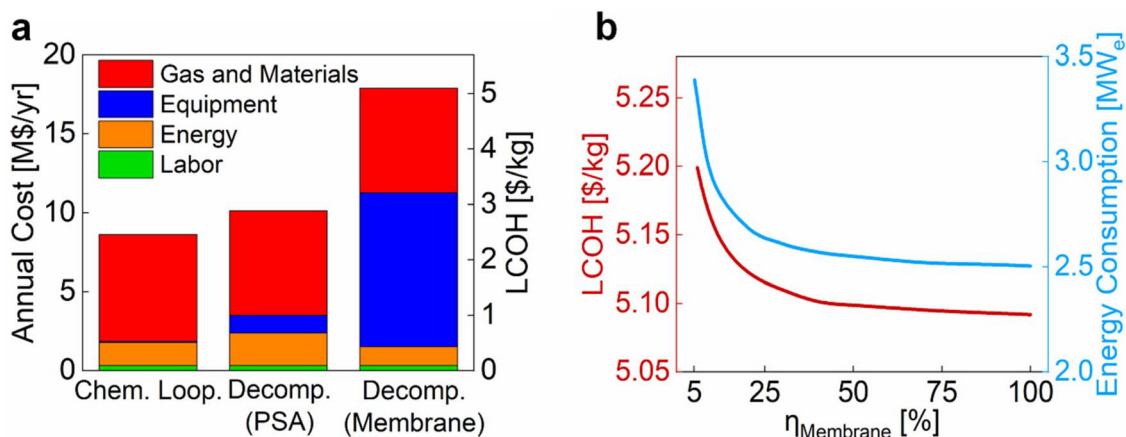 a
20
15
10
5
0
Annual Cost [M$/yr]
Gas and Materials
Equipment
Energy
Labor
5
4
3
2
1
0
LCOH [$/kg]
Chem. Loop.
Decomp.
(PSA)
Decomp.
(Membrane)
b
5.25
5.20
5.15
5.10
5.05
LCOH [$/kg]
3.5
3.0
2.5
2.0
Energy Consumption [MWe]
5
25
50
75
100
ηMembrane [%]